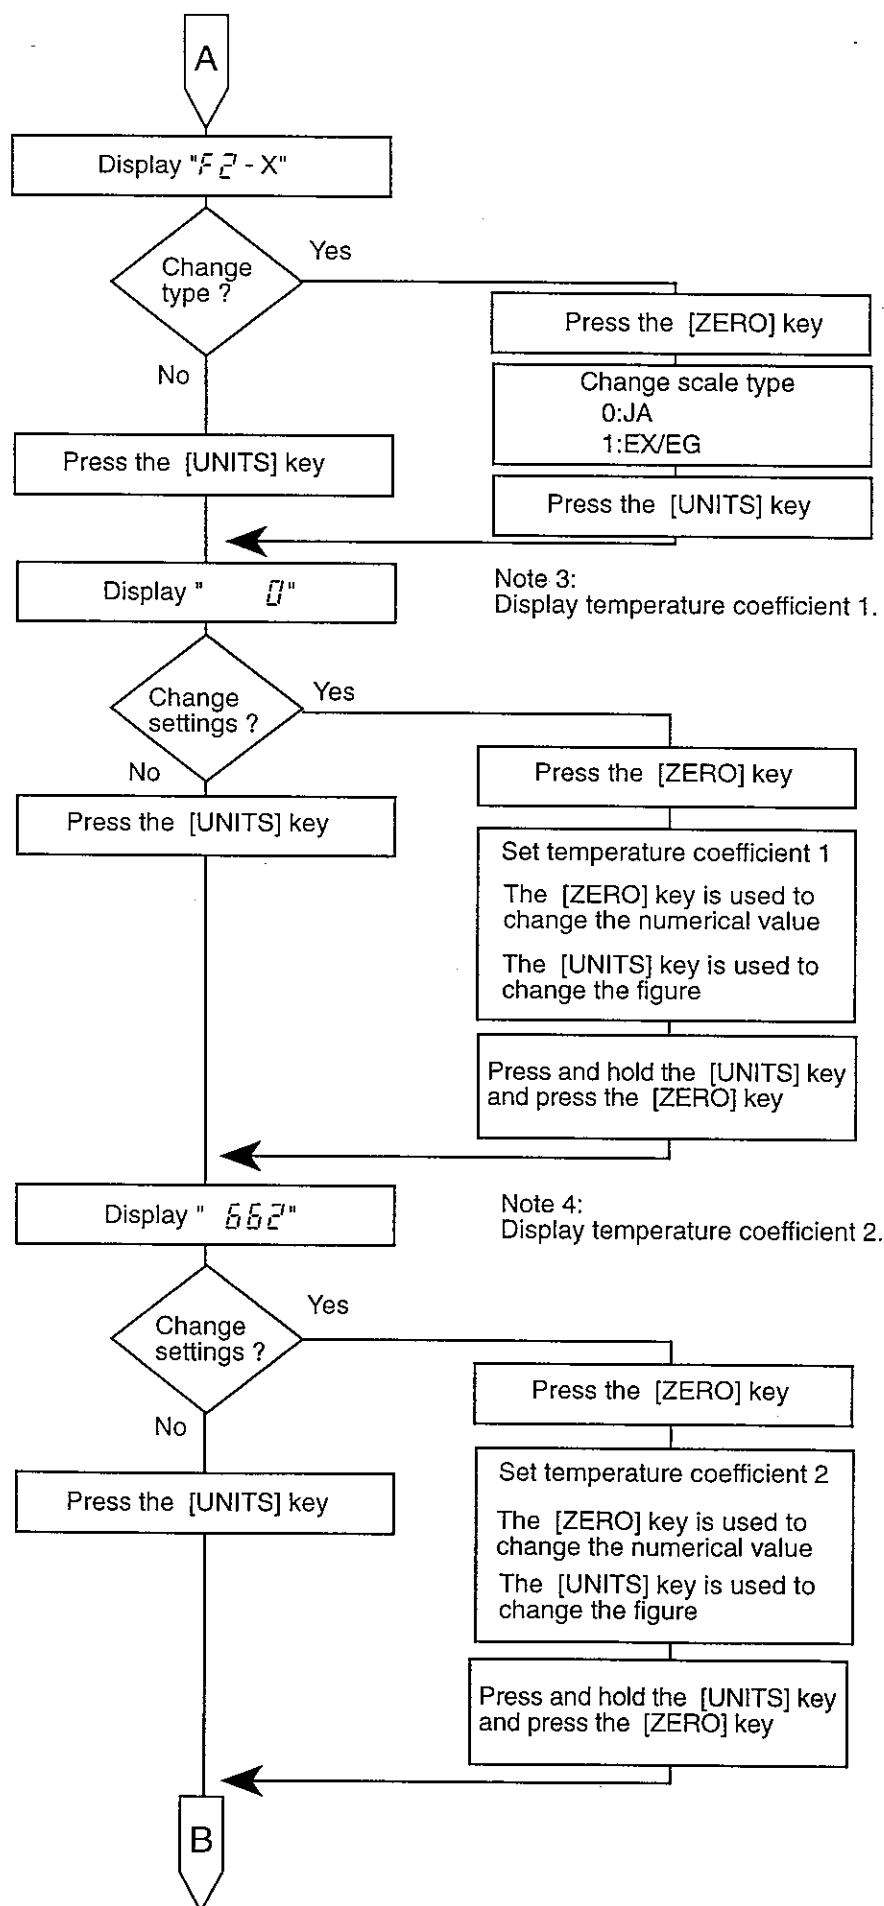 A
Display "F2 - X"
Change
type ?
Yes
No
Press the [ZERO] key
Change scale type
0:JA
1:EX/EG
Press the [UNITS] key
Press the [UNITS] key
Display " 0"
Note 3:
Display temperature coefficient 1.
Change
settings ?
Yes
No
Press the [ZERO] key
Press the [UNITS] key
Set temperature coefficient 1
The [ZERO] key is used to
change the numerical value
The [UNITS] key is used to
change the figure
Press and hold the [UNITS] key
and press the [ZERO] key
Display " 662"
Note 4:
Display temperature coefficient 2.
Change
settings ?
Yes
No
Press the [ZERO] key
Press the [UNITS] key
Set temperature coefficient 2
The [ZERO] key is used to
change the numerical value
The [UNITS] key is used to
change the figure
Press and hold the [UNITS] key
and press the [ZERO] key
B